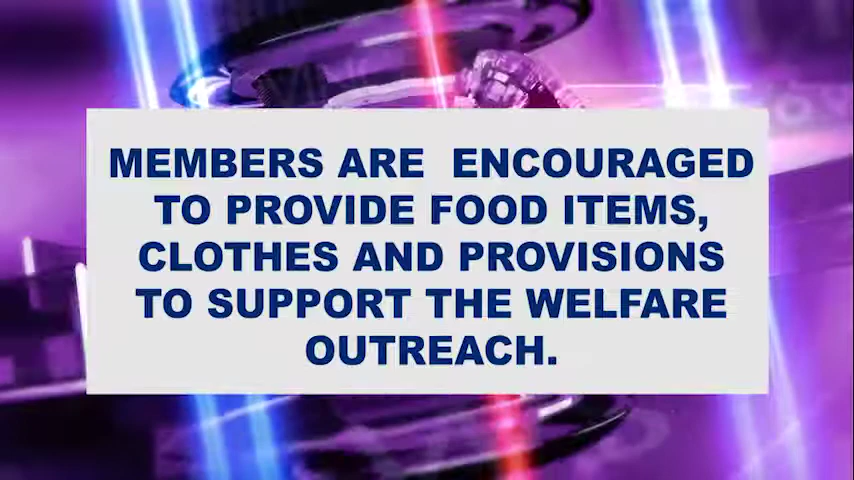 MEMBERS ARE  ENCOURAGED
TO PROVIDE FOOD ITEMS,
CLOTHES AND PROVISIONS
TO SUPPORT THE WELFARE
OUTREACH.